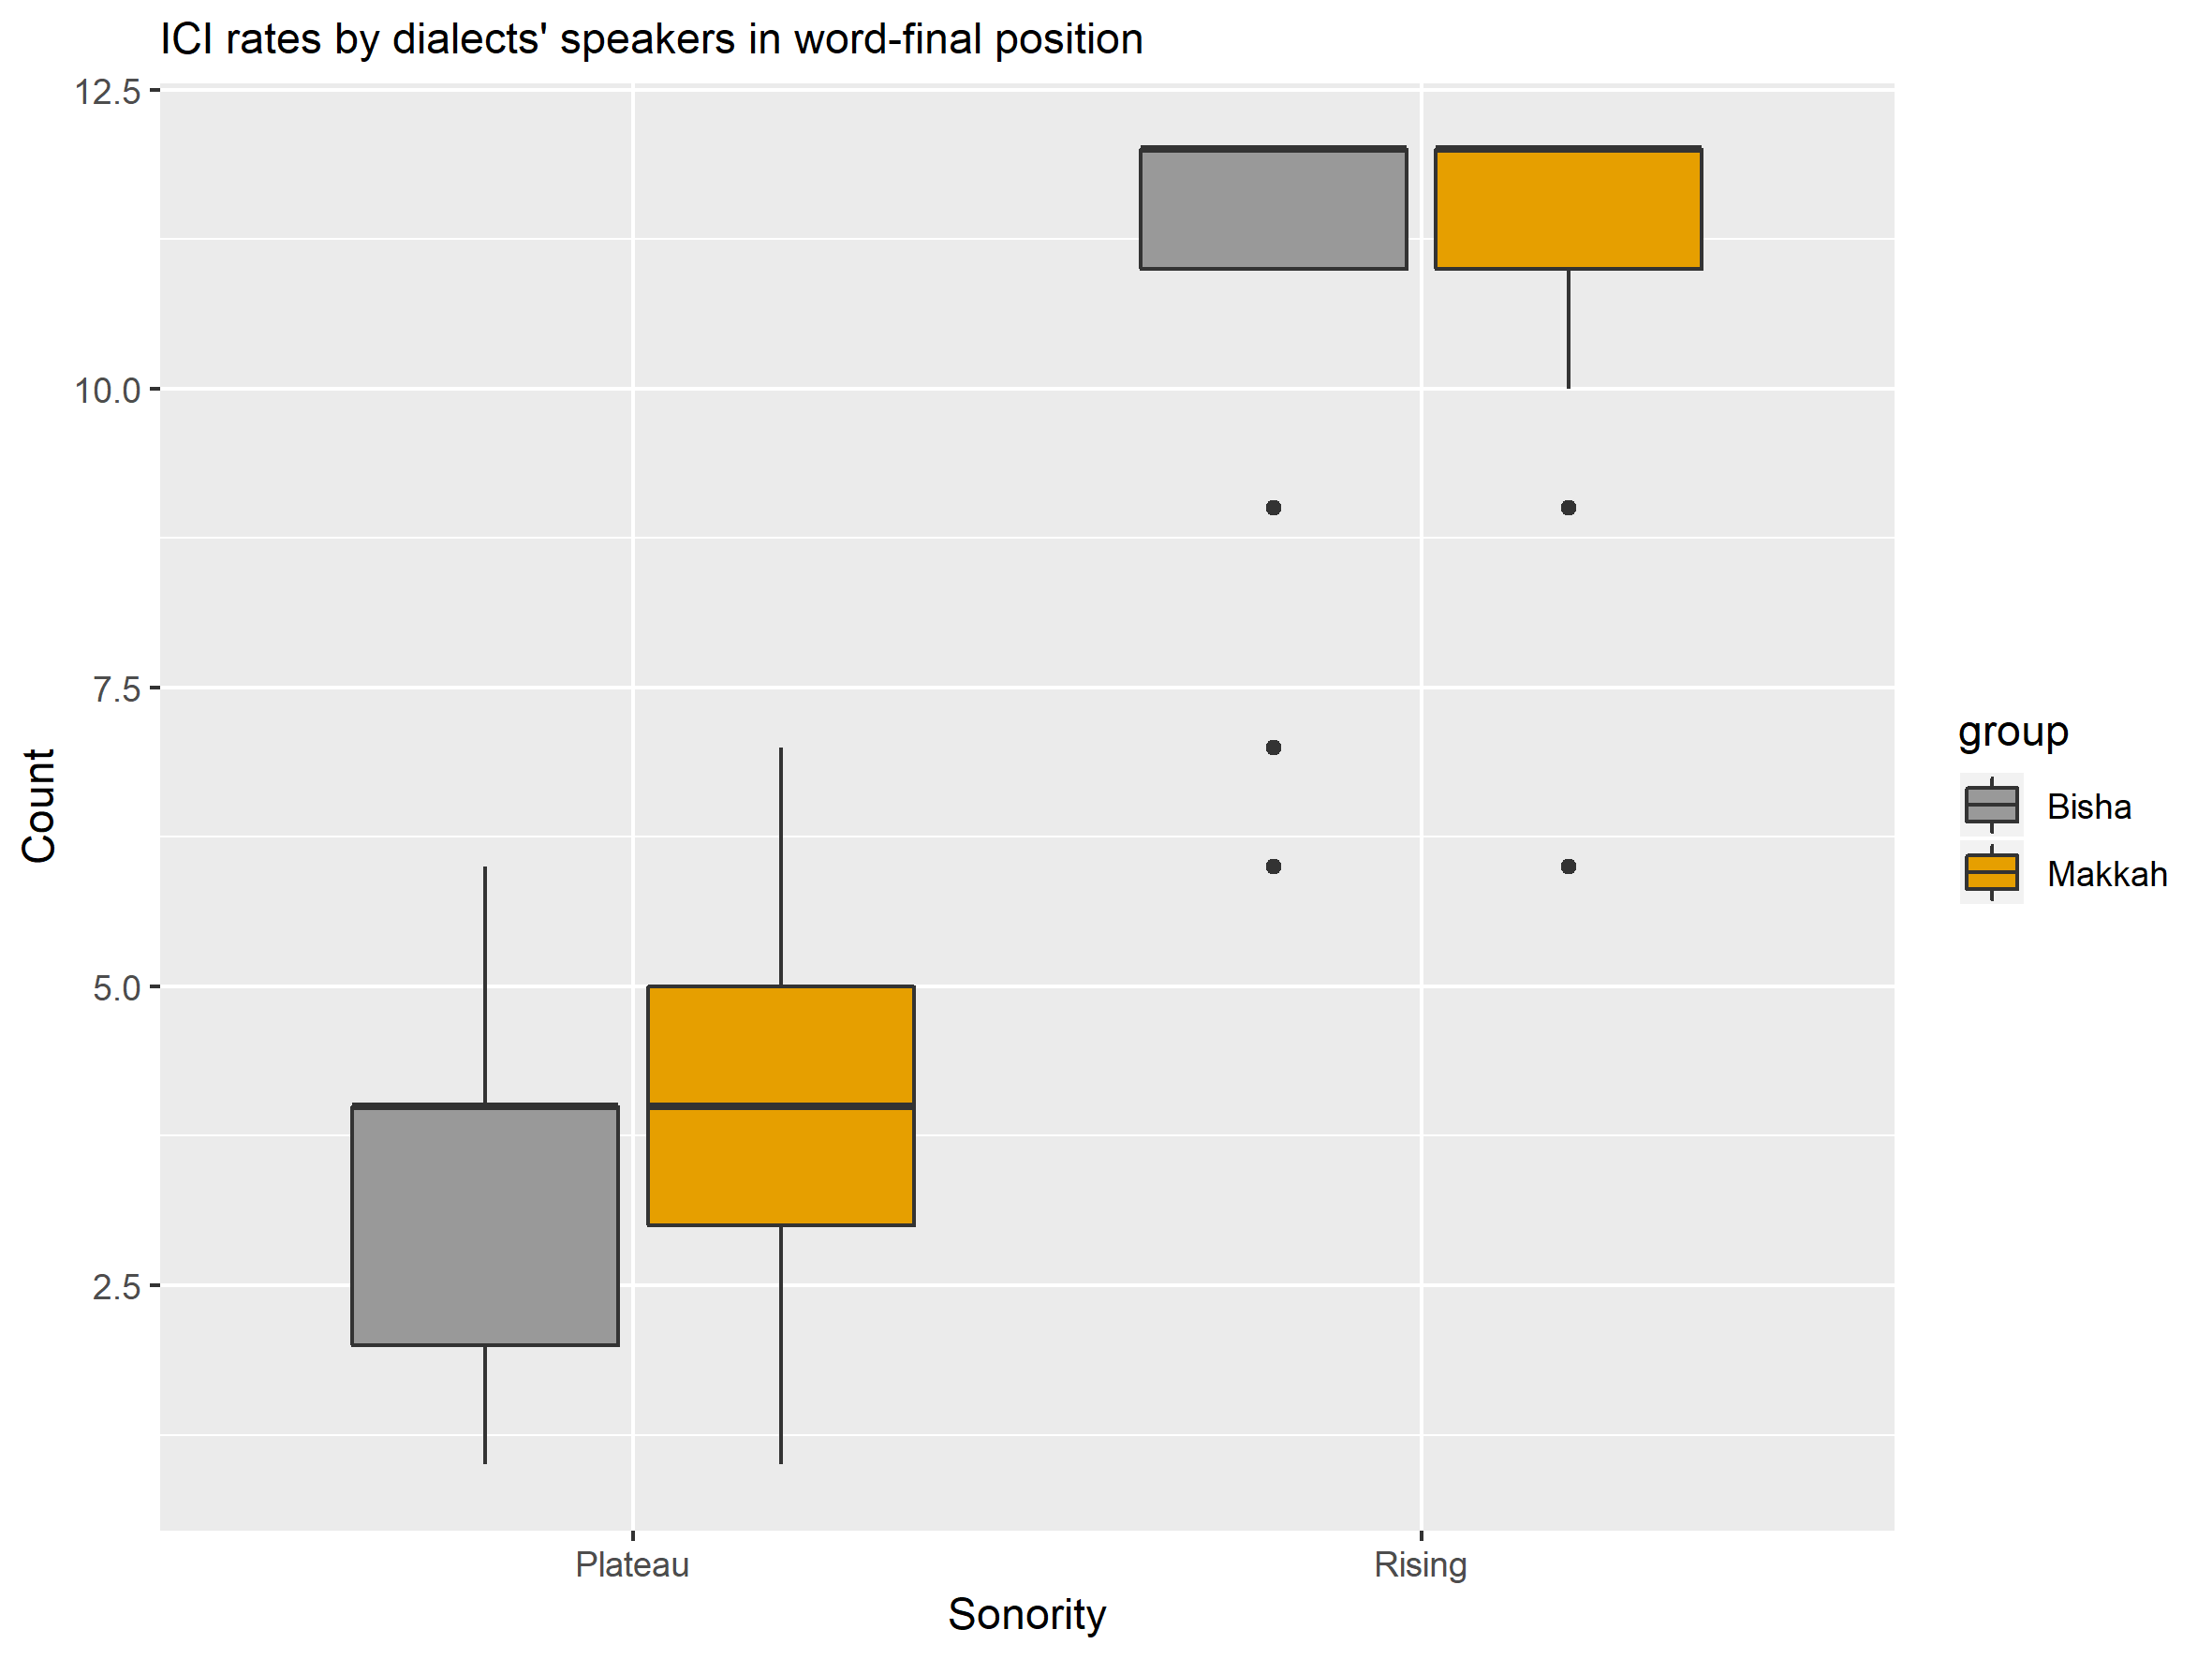 ICI rates by dialects' speakers in word-final position
12.5
10.0
7.5
5.0
2.5
Count
Plateau
Rising
Sonority
group
Bisha
Makkah